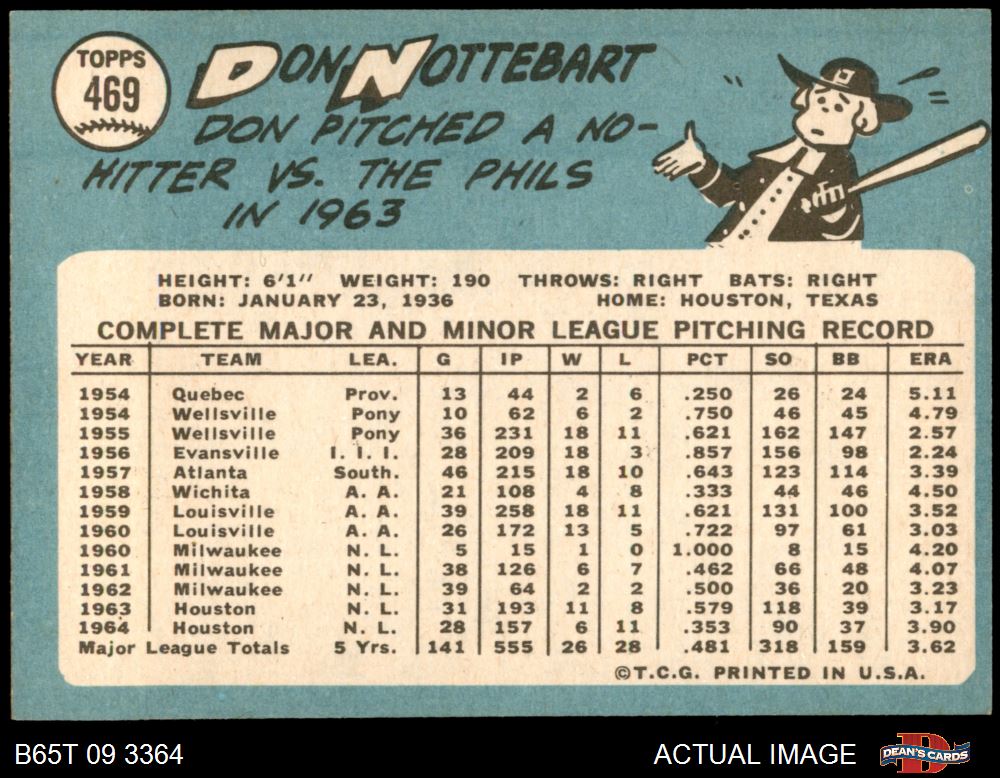 TOPPS
469
DON NOTTEBART
DON PITCHED A NO-
HITTER VS. THE PHILS
IN 1963
HEIGHT: 6'1" WEIGHT: 190 THROWS: RIGHT BATS: RIGHT
BORN: JANUARY 23, 1936 HOME: HOUSTON, TEXAS
COMPLETE MAJOR AND MINOR LEAGUE PITCHING RECORD
YEAR TEAM LEA. G IP W L PCT SO BB ERA
1954 Quebec Prov. 13 44 2 6 .250 26 24 5.11
1954 Wellsville Pony 10 62 6 2 .750 46 45 4.79
1955 Wellsville Pony 36 231 18 11 .621 162 147 2.57
1956 Evansville I. I. I. 28 209 18 3 .857 156 98 2.24
1957 Atlanta South. 46 215 18 10 .643 123 114 3.39
1958 Wichita A. A. 21 108 4 8 .333 44 46 4.50
1959 Louisville A. A. 39 258 18 11 .621 131 100 3.52
1960 Louisville A. A. 26 172 13 5 .722 97 61 3.03
1960 Milwaukee N. L. 5 15 1 0 1.000 8 15 4.20
1961 Milwaukee N. L. 38 126 6 7 .462 66 48 4.07
1962 Milwaukee N. L. 39 64 2 2 .500 36 20 3.23
1963 Houston N. L. 31 193 11 8 .579 118 39 3.17
1964 Houston N. L. 28 157 6 11 .353 90 37 3.90
Major League Totals 5 Yrs. 141 555 26 28 .481 318 159 3.62
©T.C.G. PRINTED IN U.S.A.
B65T 09 3364 ACTUAL IMAGE DEAN'S CARDS